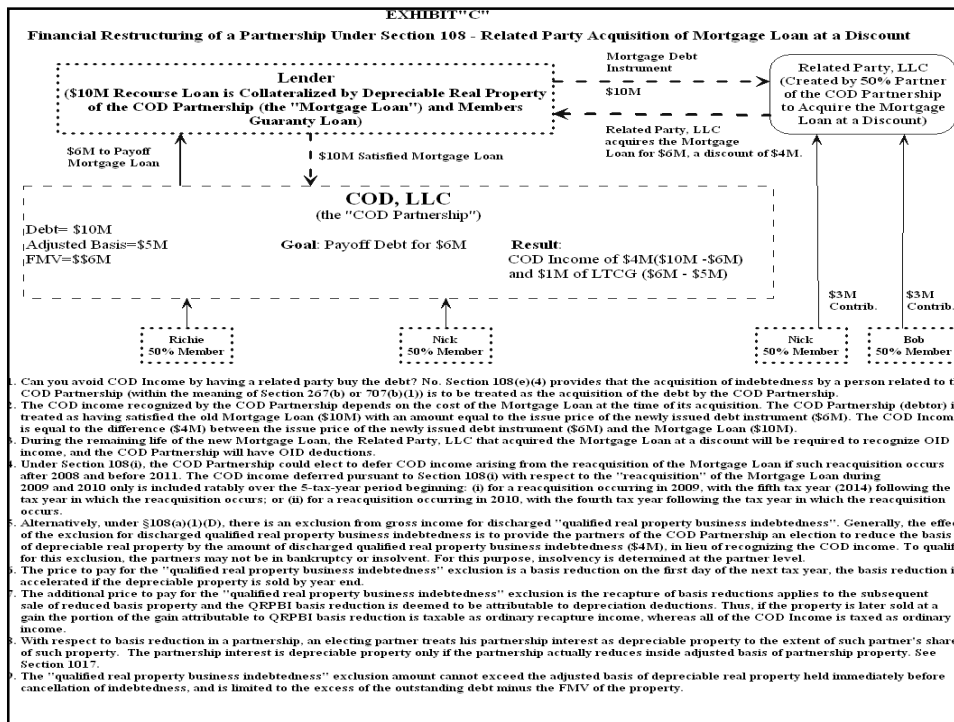 EXHIBIT"C"
Financial Restructuring of a Partnership Under Section 108 - Related Party Acquisition of Mortgage Loan at a Discount
Lender
($10M Recourse Loan is Collateralized by Depreciable Real Property
of the COD Partnership (the "Mortgage Loan") and Members
Guaranty Loan)
Mortgage Debt
Instrument
$10M
Related Party, LLC
acquires the Mortgage
Loan for $6M, a discount of $4M.
Related Party, LLC
(Created by 50% Partner
of the COD Partnership
to Acquire the Mortgage
Loan at a Discount)
$6M to Payoff
Mortgage Loan
$10M Satisfied Mortgage Loan
COD, LLC
(the "COD Partnership")
Debt= $10M
Adjusted Basis=$5M
FMV=$$6M
Goal: Payoff Debt for $6M
Result:
COD Income of $4M($10M -$6M)
and $1M of LTCG ($6M - $5M)
$3M
Contrib.
$3M
Contrib.
Richie
50% Member
Nick
50% Member
Nick
50% Member
Bob
50% Member
1. Can you avoid COD Income by having a related party buy the debt? No. Section 108(e)(4) provides that the acquisition of indebtedness by a person related to th
COD Partnership (within the meaning of Section 267(b) or 707(b)(1)) is to be treated as the acquisition of the debt by the COD Partnership.
2. The COD income recognized by the COD Partnership depends on the cost of the Mortgage Loan at the time of its acquisition. The COD Partnership (debtor) i
treated as having satisfied the old Mortgage Loan ($10M) with an amount equal to the issue price of the newly issued debt instrument ($6M). The COD Incom
is equal to the difference ($4M) between the issue price of the newly issued debt instrument ($6M) and the Mortgage Loan ($10M).
3. During the remaining life of the new Mortgage Loan, the Related Party, LLC that acquired the Mortgage Loan at a discount will be required to recognize OID
income, and the COD Partnership will have OID deductions.
4. Under Section 108(i), the COD Partnership could elect to defer COD income arising from the reacquisition of the Mortgage Loan if such reacquisition occurs
after 2008 and before 2011. The COD income deferred pursuant to Section 108(i) with respect to the "reacquisition" of the Mortgage Loan during
2009 and 2010 only is included ratably over the 5-tax-year period beginning: (i) for a reacquisition occurring in 2009, with the fifth tax year (2014) following the
tax year in which the reacquisition occurs; or (ii) for a reacquisition occurring in 2010, with the fourth tax year following the tax year in which the reacquisition
occurs.
5. Alternatively, under §108(a)(1)(D), there is an exclusion from gross income for discharged "qualified real property business indebtedness". Generally, the effec
of the exclusion for discharged qualified real property business indebtedness is to provide the partners of the COD Partnership an election to reduce the basis
of depreciable real property by the amount of discharged qualified real property business indebtedness ($4M), in lieu of recognizing the COD income. To qualif
for this exclusion, the partners may not be in bankruptcy or insolvent. For this purpose, insolvency is determined at the partner level.
6. The price to pay for the "qualified real property business indebtedness" exclusion is a basis reduction on the first day of the next tax year, the basis reduction i
accelerated if the depreciable property is sold by year end.
7. The additional price to pay for the "qualified real property business indebtedness" exclusion is the recapture of basis reductions applies to the subsequent
sale of reduced basis property and the QRPBI basis reduction is deemed to be attributable to depreciation deductions. Thus, if the property is later sold at a
gain the portion of the gain attributable to QRPBI basis reduction is taxable as ordinary recapture income, whereas all of the COD Income is taxed as ordinary
income.
8. With respect to basis reduction in a partnership, an electing partner treats his partnership interest as depreciable property to the extent of such partner's share
of such property. The partnership interest is depreciable property only if the partnership actually reduces inside adjusted basis of partnership property. See
Section 1017.
9. The "qualified real property business indebtedness" exclusion amount cannot exceed the adjusted basis of depreciable real property held immediately before
cancellation of indebtedness, and is limited to the excess of the outstanding debt minus the FMV of the property.